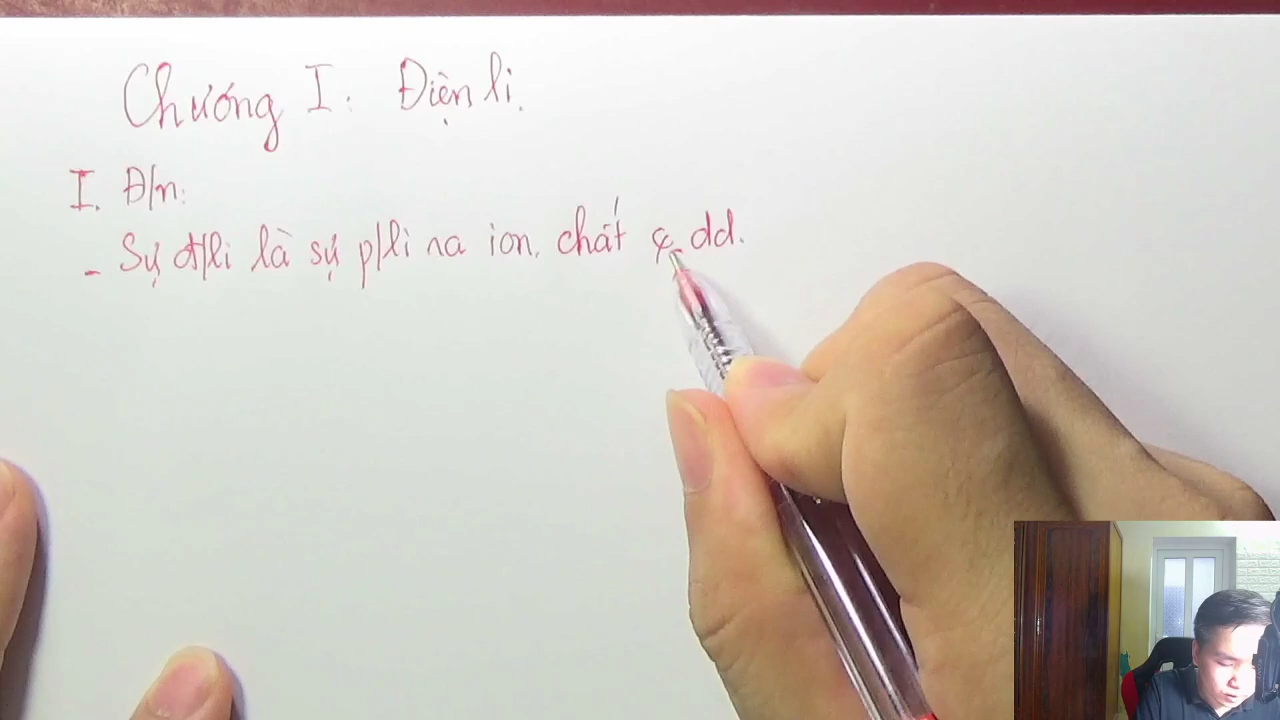 Chương I: Điện li.
I. Đ/n:
- Sự đ/li là sự p/li ra ion. chất dd.